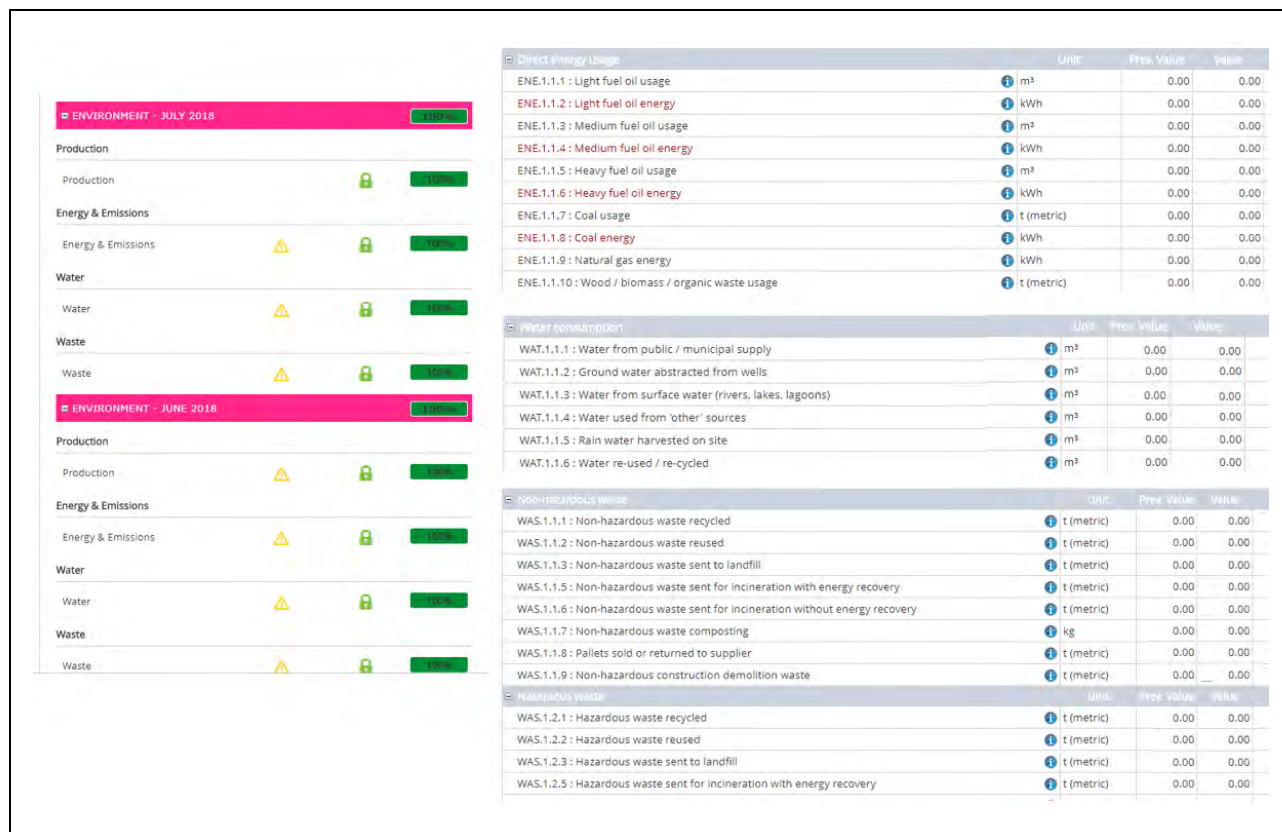 ENVIRONMENT - JULY 2018 100%
Production
Production 100%
Energy & Emissions
Energy & Emissions 100%
Water
Water 100%
Waste
Waste 100%
ENVIRONMENT - JUNE 2018 100%
Production
Production 100%
Energy & Emissions
Energy & Emissions 100%
Water
Water 100%
Waste
Waste 100%
Direct energy usage Unit Prev. Value Value
ENE.1.1.1 : Light fuel oil usage m³ 0.00 0.00
ENE.1.1.2 : Light fuel oil energy kWh 0.00 0.00
ENE.1.1.3 : Medium fuel oil usage m³ 0.00 0.00
ENE.1.1.4 : Medium fuel oil energy kWh 0.00 0.00
ENE.1.1.5 : Heavy fuel oil usage m³ 0.00 0.00
ENE.1.1.6 : Heavy fuel oil energy kWh 0.00 0.00
ENE.1.1.7 : Coal usage t (metric) 0.00 0.00
ENE.1.1.8 : Coal energy kWh 0.00 0.00
ENE.1.1.9 : Natural gas energy kWh 0.00 0.00
ENE.1.1.10 : Wood / biomass / organic waste usage t (metric) 0.00 0.00
Water consumption Unit Prev. Value Value
WAT.1.1.1 : Water from public / municipal supply m³ 0.00 0.00
WAT.1.1.2 : Ground water abstracted from wells m³ 0.00 0.00
WAT.1.1.3 : Water from surface water (rivers, lakes, lagoons) m³ 0.00 0.00
WAT.1.1.4 : Water used from 'other' sources m³ 0.00 0.00
WAT.1.1.5 : Rain water harvested on site m³ 0.00 0.00
WAT.1.1.6 : Water re-used / re-cycled m³ 0.00 0.00
Non-hazardous waste Unit Prev. Value Value
WAS.1.1.1 : Non-hazardous waste recycled t (metric) 0.00 0.00
WAS.1.1.2 : Non-hazardous waste reused t (metric) 0.00 0.00
WAS.1.1.3 : Non-hazardous waste sent to landfill t (metric) 0.00 0.00
WAS.1.1.5 : Non-hazardous waste sent for incineration with energy recovery t (metric) 0.00 0.00
WAS.1.1.6 : Non-hazardous waste sent for incineration without energy recovery t (metric) 0.00 0.00
WAS.1.1.7 : Non-hazardous waste composting kg 0.00 0.00
WAS.1.1.8 : Pallets sold or returned to supplier t (metric) 0.00 0.00
WAS.1.1.9 : Non-hazardous construction demolition waste t (metric) 0.00 0.00
Hazardous waste Unit Prev. Value Value
WAS.1.2.1 : Hazardous waste recycled t (metric) 0.00 0.00
WAS.1.2.2 : Hazardous waste reused t (metric) 0.00 0.00
WAS.1.2.3 : Hazardous waste sent to landfill t (metric) 0.00 0.00
WAS.1.2.5 : Hazardous waste sent for incineration with energy recovery t (metric) 0.00 0.00